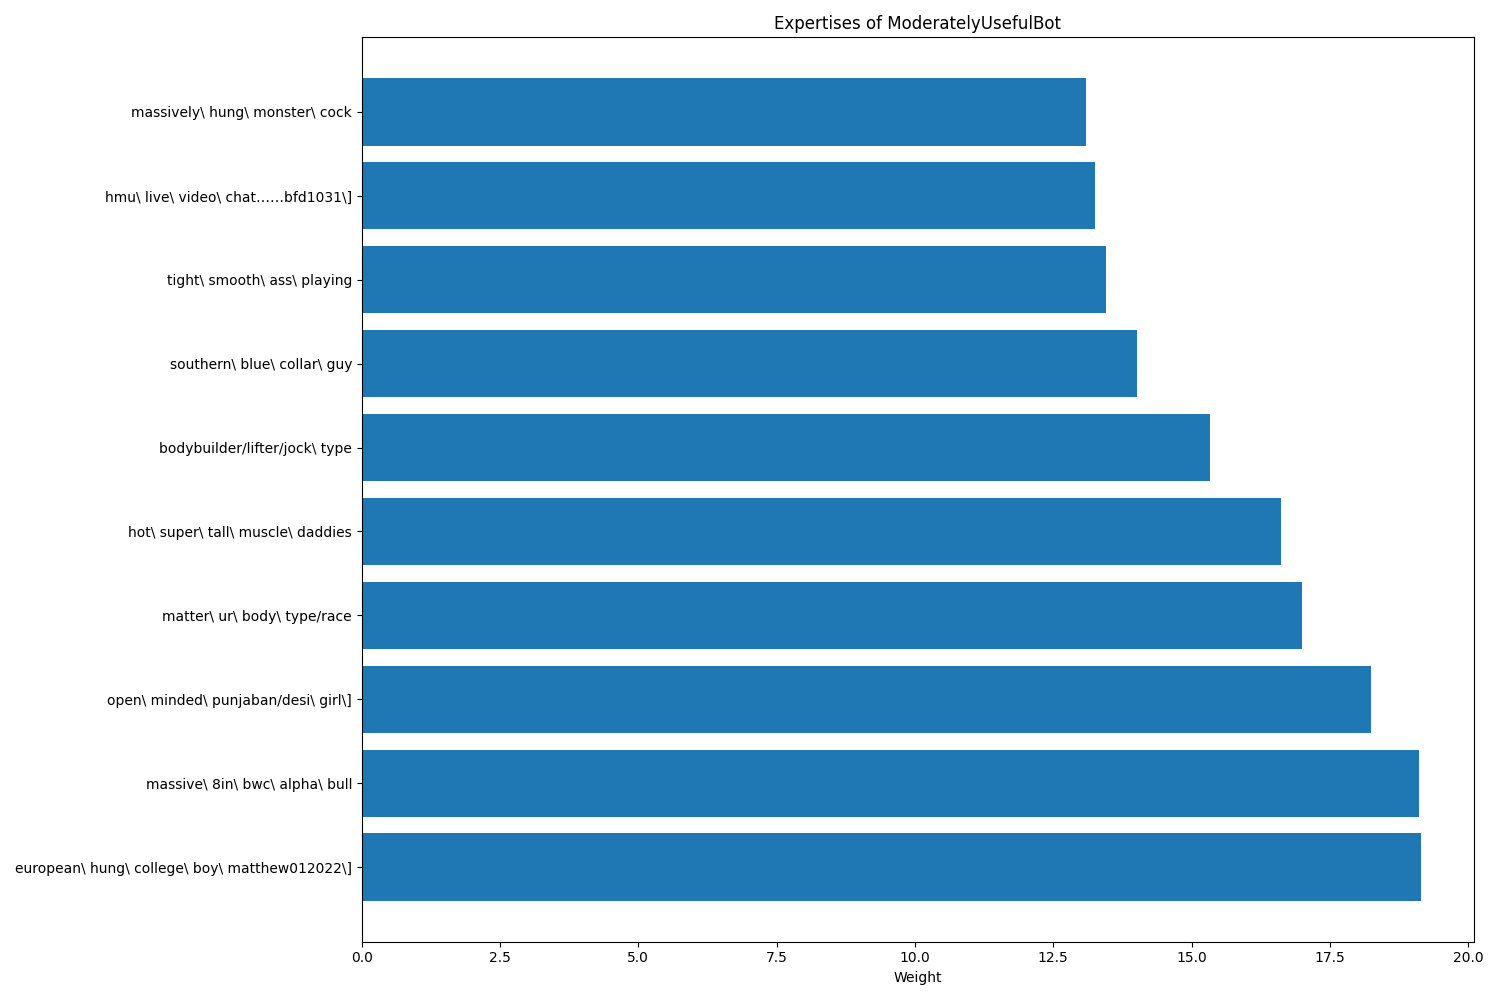 Expertises of ModeratelyUsefulBot
massively\ hung\ monster\ cock
hmu\ live\ video\ chat……bfd1031\]
tight\ smooth\ ass\ playing
southern\ blue\ collar\ guy
bodybuilder/lifter/jock\ type
hot\ super\ tall\ muscle\ daddies
matter\ ur\ body\ type/race
open\ minded\ punjaban/desi\ girl\]
massive\ 8in\ bwc\ alpha\ bull
european\ hung\ college\ boy\ matthew012022\]
0.0 2.5 5.0 7.5 10.0 12.5 15.0 17.5 20.0
Weight